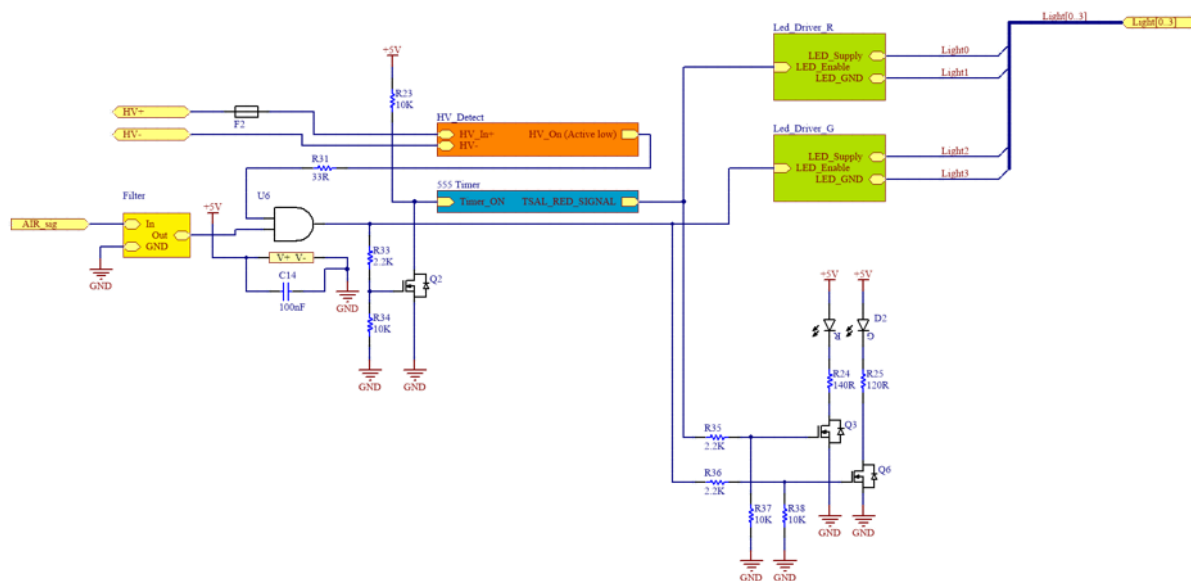 Light[0..3]
Light[0..3]
Led_Driver_R
LED_Supply
LED_Enable
LED_GND
Light0
Light1
+5V
R23
10K
HV+
F2
HV-
HV_Detect
HV_In+
HV-
HV_On (Active low)
Led_Driver_G
LED_Supply
LED_Enable
LED_GND
Light2
Light3
R31
33R
555 Timer
Timer_ON
TSAL_RED_SIGNAL
Filter
AIR_sig
In
Out
GND
GND
+5V
U6
V+ V-
C14
100nF
GND
R33
2.2K
R34
10K
GND
Q2
GND
+5V
+5V
R
D2
G
R24
140R
R25
120R
R35
2.2K
Q3
R36
2.2K
Q6
R37
10K
R38
10K
GND
GND
GND
GND